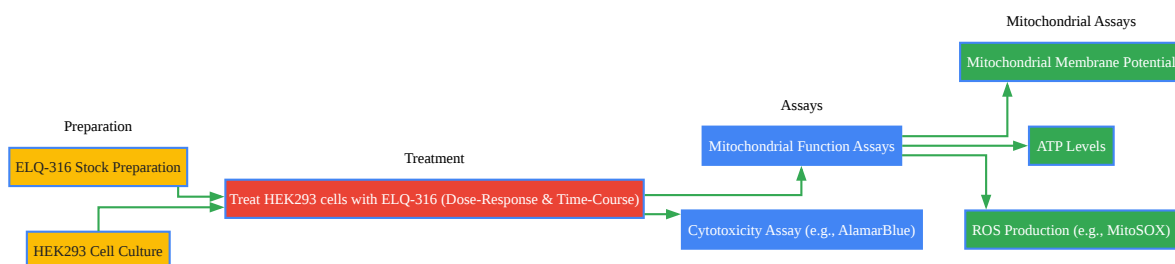 Preparation
ELQ-316 Stock Preparation
HEK293 Cell Culture
Treatment
Treat HEK293 cells with ELQ-316 (Dose-Response & Time-Course)
Assays
Mitochondrial Function Assays
Cytotoxicity Assay (e.g., AlamarBlue)
Mitochondrial Assays
Mitochondrial Membrane Potential
ATP Levels
ROS Production (e.g., MitoSOX)